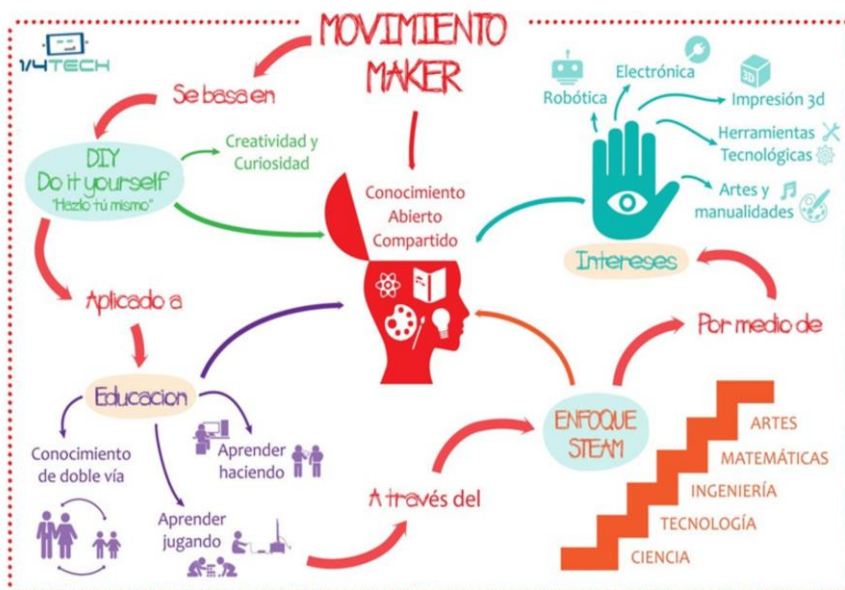 MOVIMIENTO
MAKER
1/4TECH
Se basa en
DIY
Do it yourself
"Hazlo tú mismo"
Creatividad y
Curiosidad
Conocimiento
Abierto
Compartido
Aplicado a
Educacion
Conocimiento
de doble vía
Aprender
haciendo
Aprender
jugando
A través del
ENFOQUE
STEAM
ARTES
MATEMÁTICAS
INGENIERÍA
TECNOLOGÍA
CIENCIA
Por medio de
Intereses
Robótica
Electrónica
3D
Impresión 3d
Herramientas
Tecnológicas
Artes y
manualidades